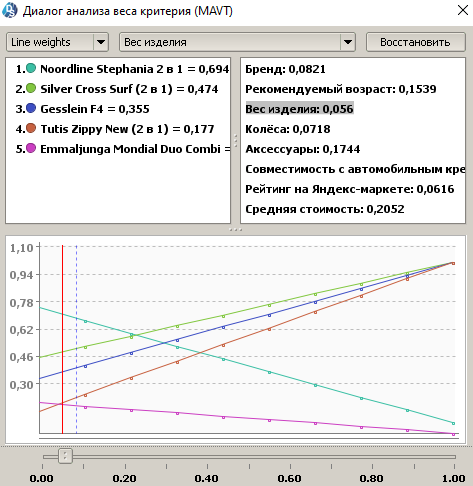 Диалог анализа веса критерия (MAVT)
Line weights
Вес изделия
Восстановить
1. Noordline Stephania 2 в 1 = 0,694
2. Silver Cross Surf (2 в 1) = 0,474
3. Gesslein F4 = 0,355
4. Tutis Zippy New (2 в 1) = 0,177
5. Emmaljunga Mondial Duo Combi =
Бренд: 0,0821
Рекомендуемый возраст: 0,1539
Вес изделия: 0,056
Колёса: 0,0718
Аксессуары: 0,1744
Совместимость с автомобильным кре
Рейтинг на Яндекс-маркете: 0,0616
Средняя стоимость: 0,2052
1,10
0,94
0,78
0,62
0,46
0,30
0.00 0.20 0.40 0.60 0.80 1.00